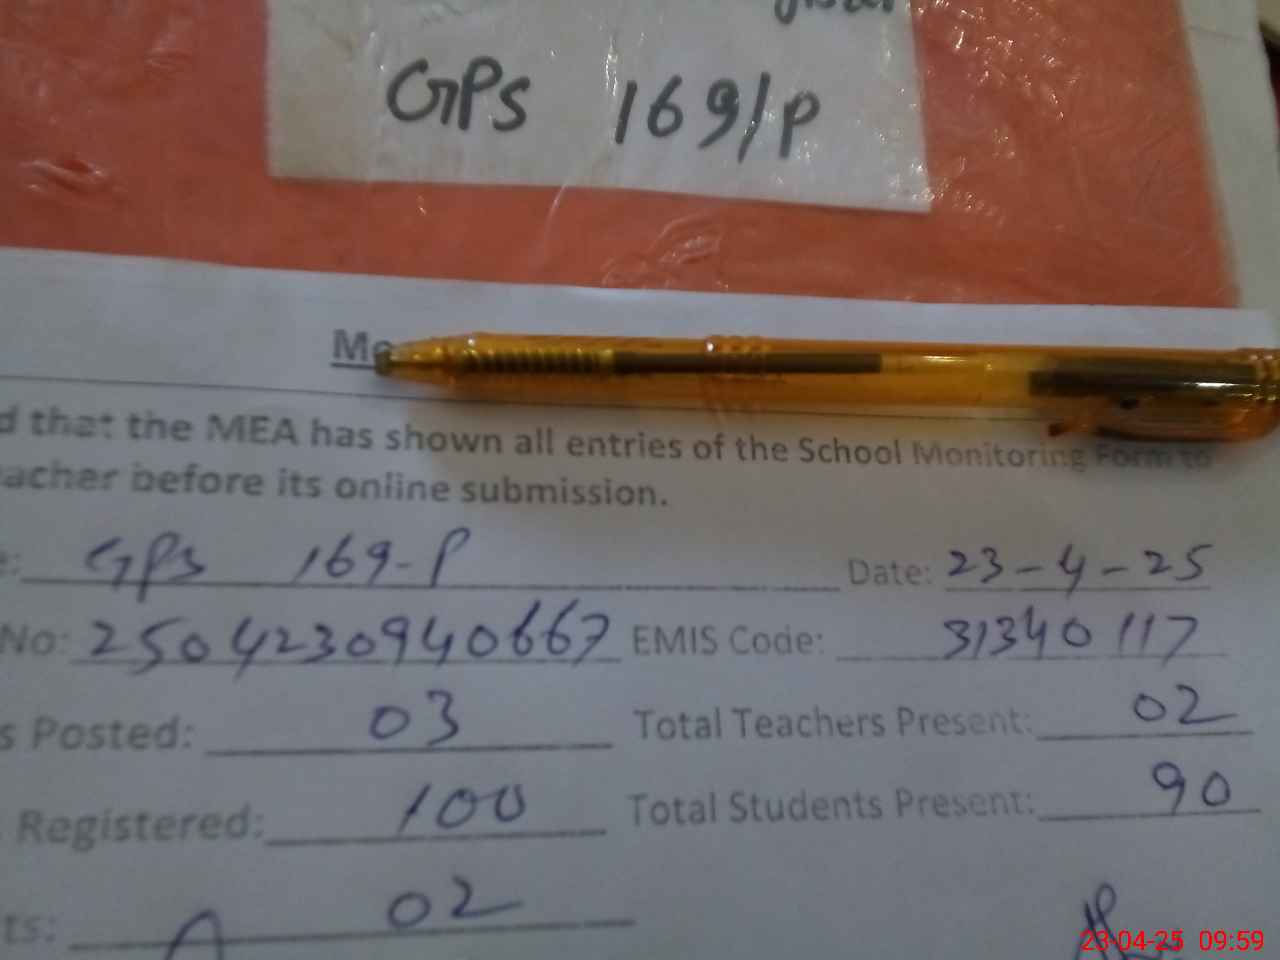 GPS 169/P
d that the MEA has shown all entries of the School Monitoring Form to
eacher before its online submission.
e: GPS 169-P Date: 23-4-25
No: 2504230940667 EMIS Code: 31340117
s Posted: 03 Total Teachers Present: 02
Registered: 100 Total Students Present: 90
ts: 02
23-04-25 09:59